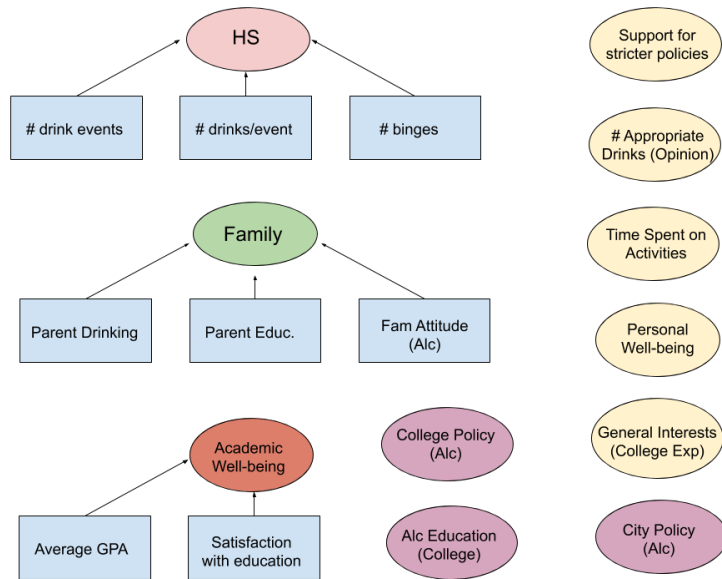 HS
Support for
stricter policies
# drink events
# drinks/event
# binges
# Appropriate
Drinks (Opinion)
Family
Time Spent on
Activities
Parent Drinking
Parent Educ.
Fam Attitude
(Alc)
Personal
Well-being
Academic
Well-being
College Policy
(Alc)
General Interests
(College Exp)
Average GPA
Satisfaction
with education
Alc Education
(College)
City Policy
(Alc)